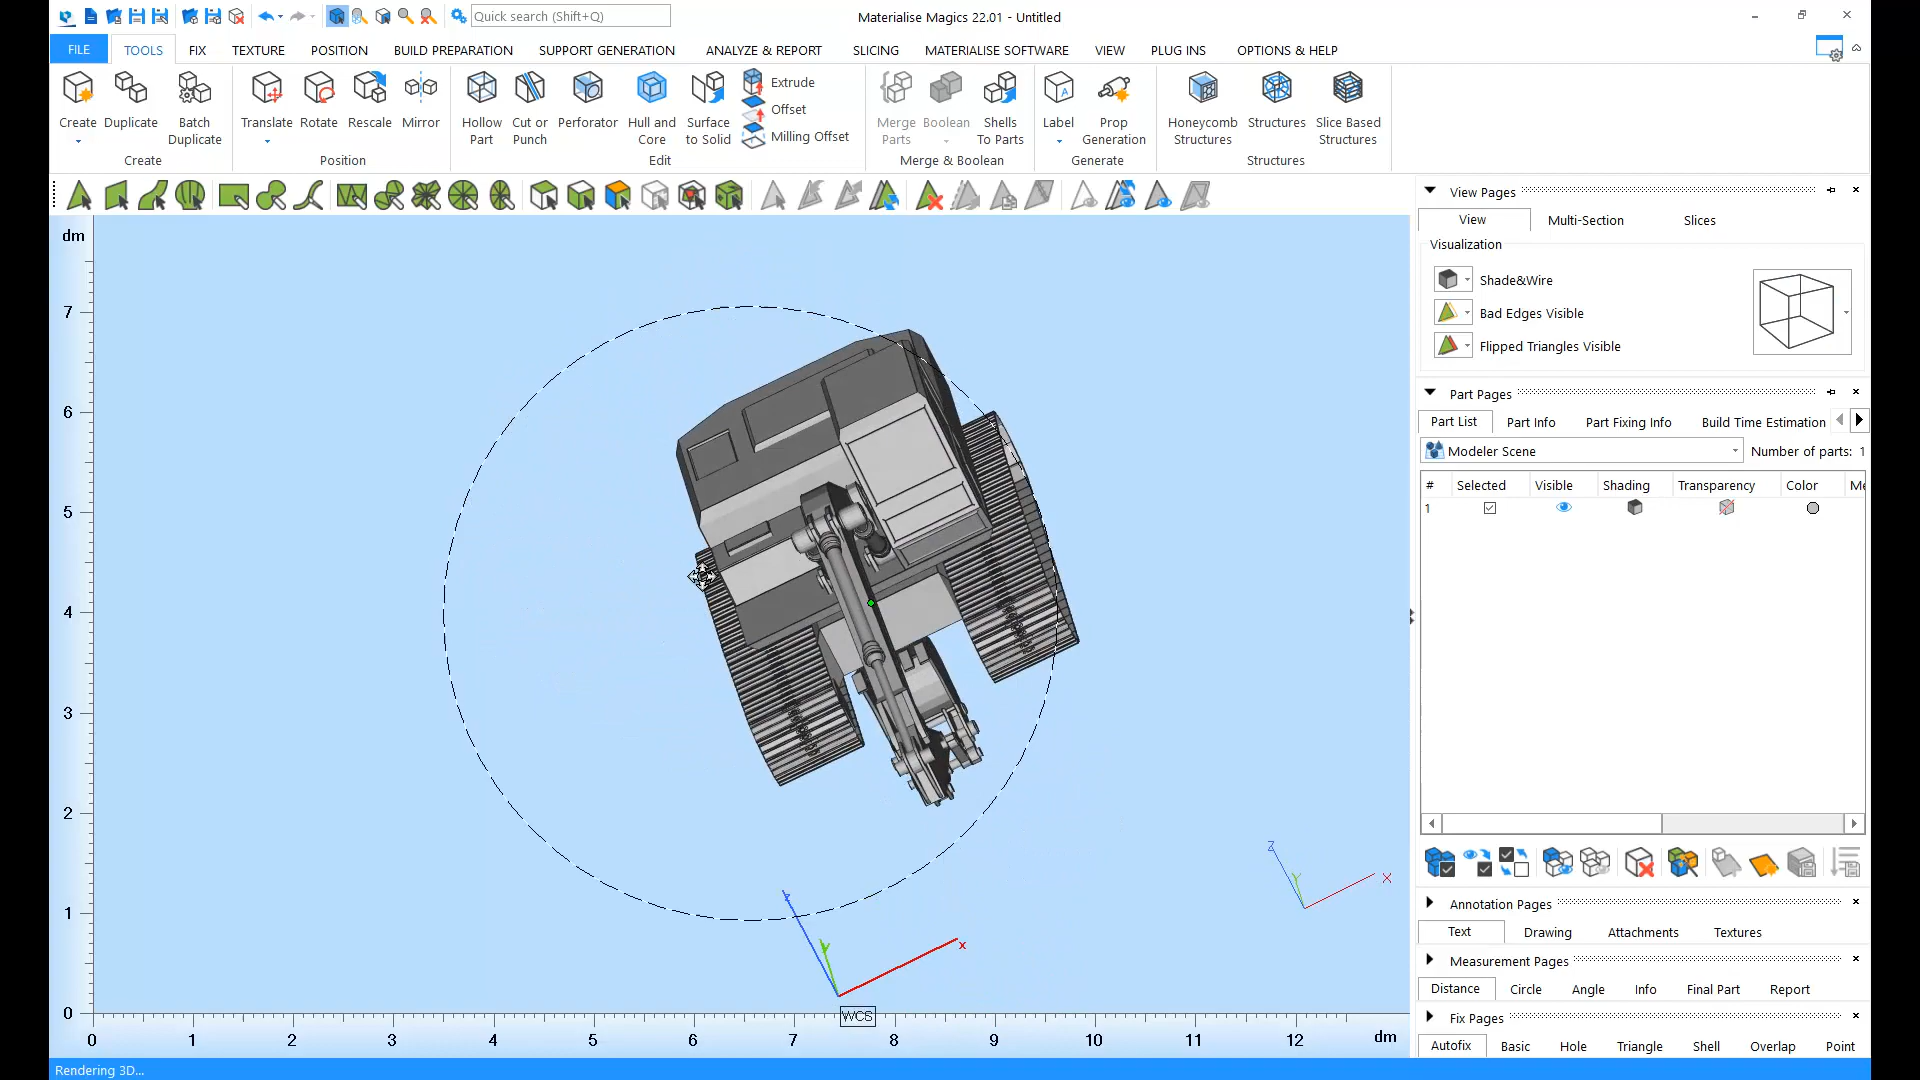 Quick search (Shift+Q)
Materialise Magics 22.01 - Untitled
FILE TOOLS FIX TEXTURE POSITION BUILD PREPARATION SUPPORT GENERATION ANALYZE & REPORT SLICING MATERIALISE SOFTWARE VIEW PLUG INS OPTIONS & HELP
Create Duplicate Batch Duplicate
Create
Translate Rotate Rescale Mirror
Position
Hollow Part Cut or Punch Perforator Hull and Core Surface to Solid
Extrude
Offset
Milling Offset
Edit
Merge Parts Boolean Shells To Parts
Merge & Boolean
Label Prop Generation
Generate
Honeycomb Structures Structures Slice Based Structures
Structures
dm
7
6
5
4
3
2
1
0
0 1 2 3 4 5 6 7 8 9 10 11 12 dm
z y x
WCS
Z Y X
View Pages
View Multi-Section Slices
Visualization
Shade&Wire
Bad Edges Visible
Flipped Triangles Visible
Part Pages
Part List Part Info Part Fixing Info Build Time Estimation
Modeler Scene Number of parts: 1
# Selected Visible Shading Transparency Color Me
1
Annotation Pages
Text Drawing Attachments Textures
Measurement Pages
Distance Circle Angle Info Final Part Report
Fix Pages
Autofix Basic Hole Triangle Shell Overlap Point
Rendering 3D...